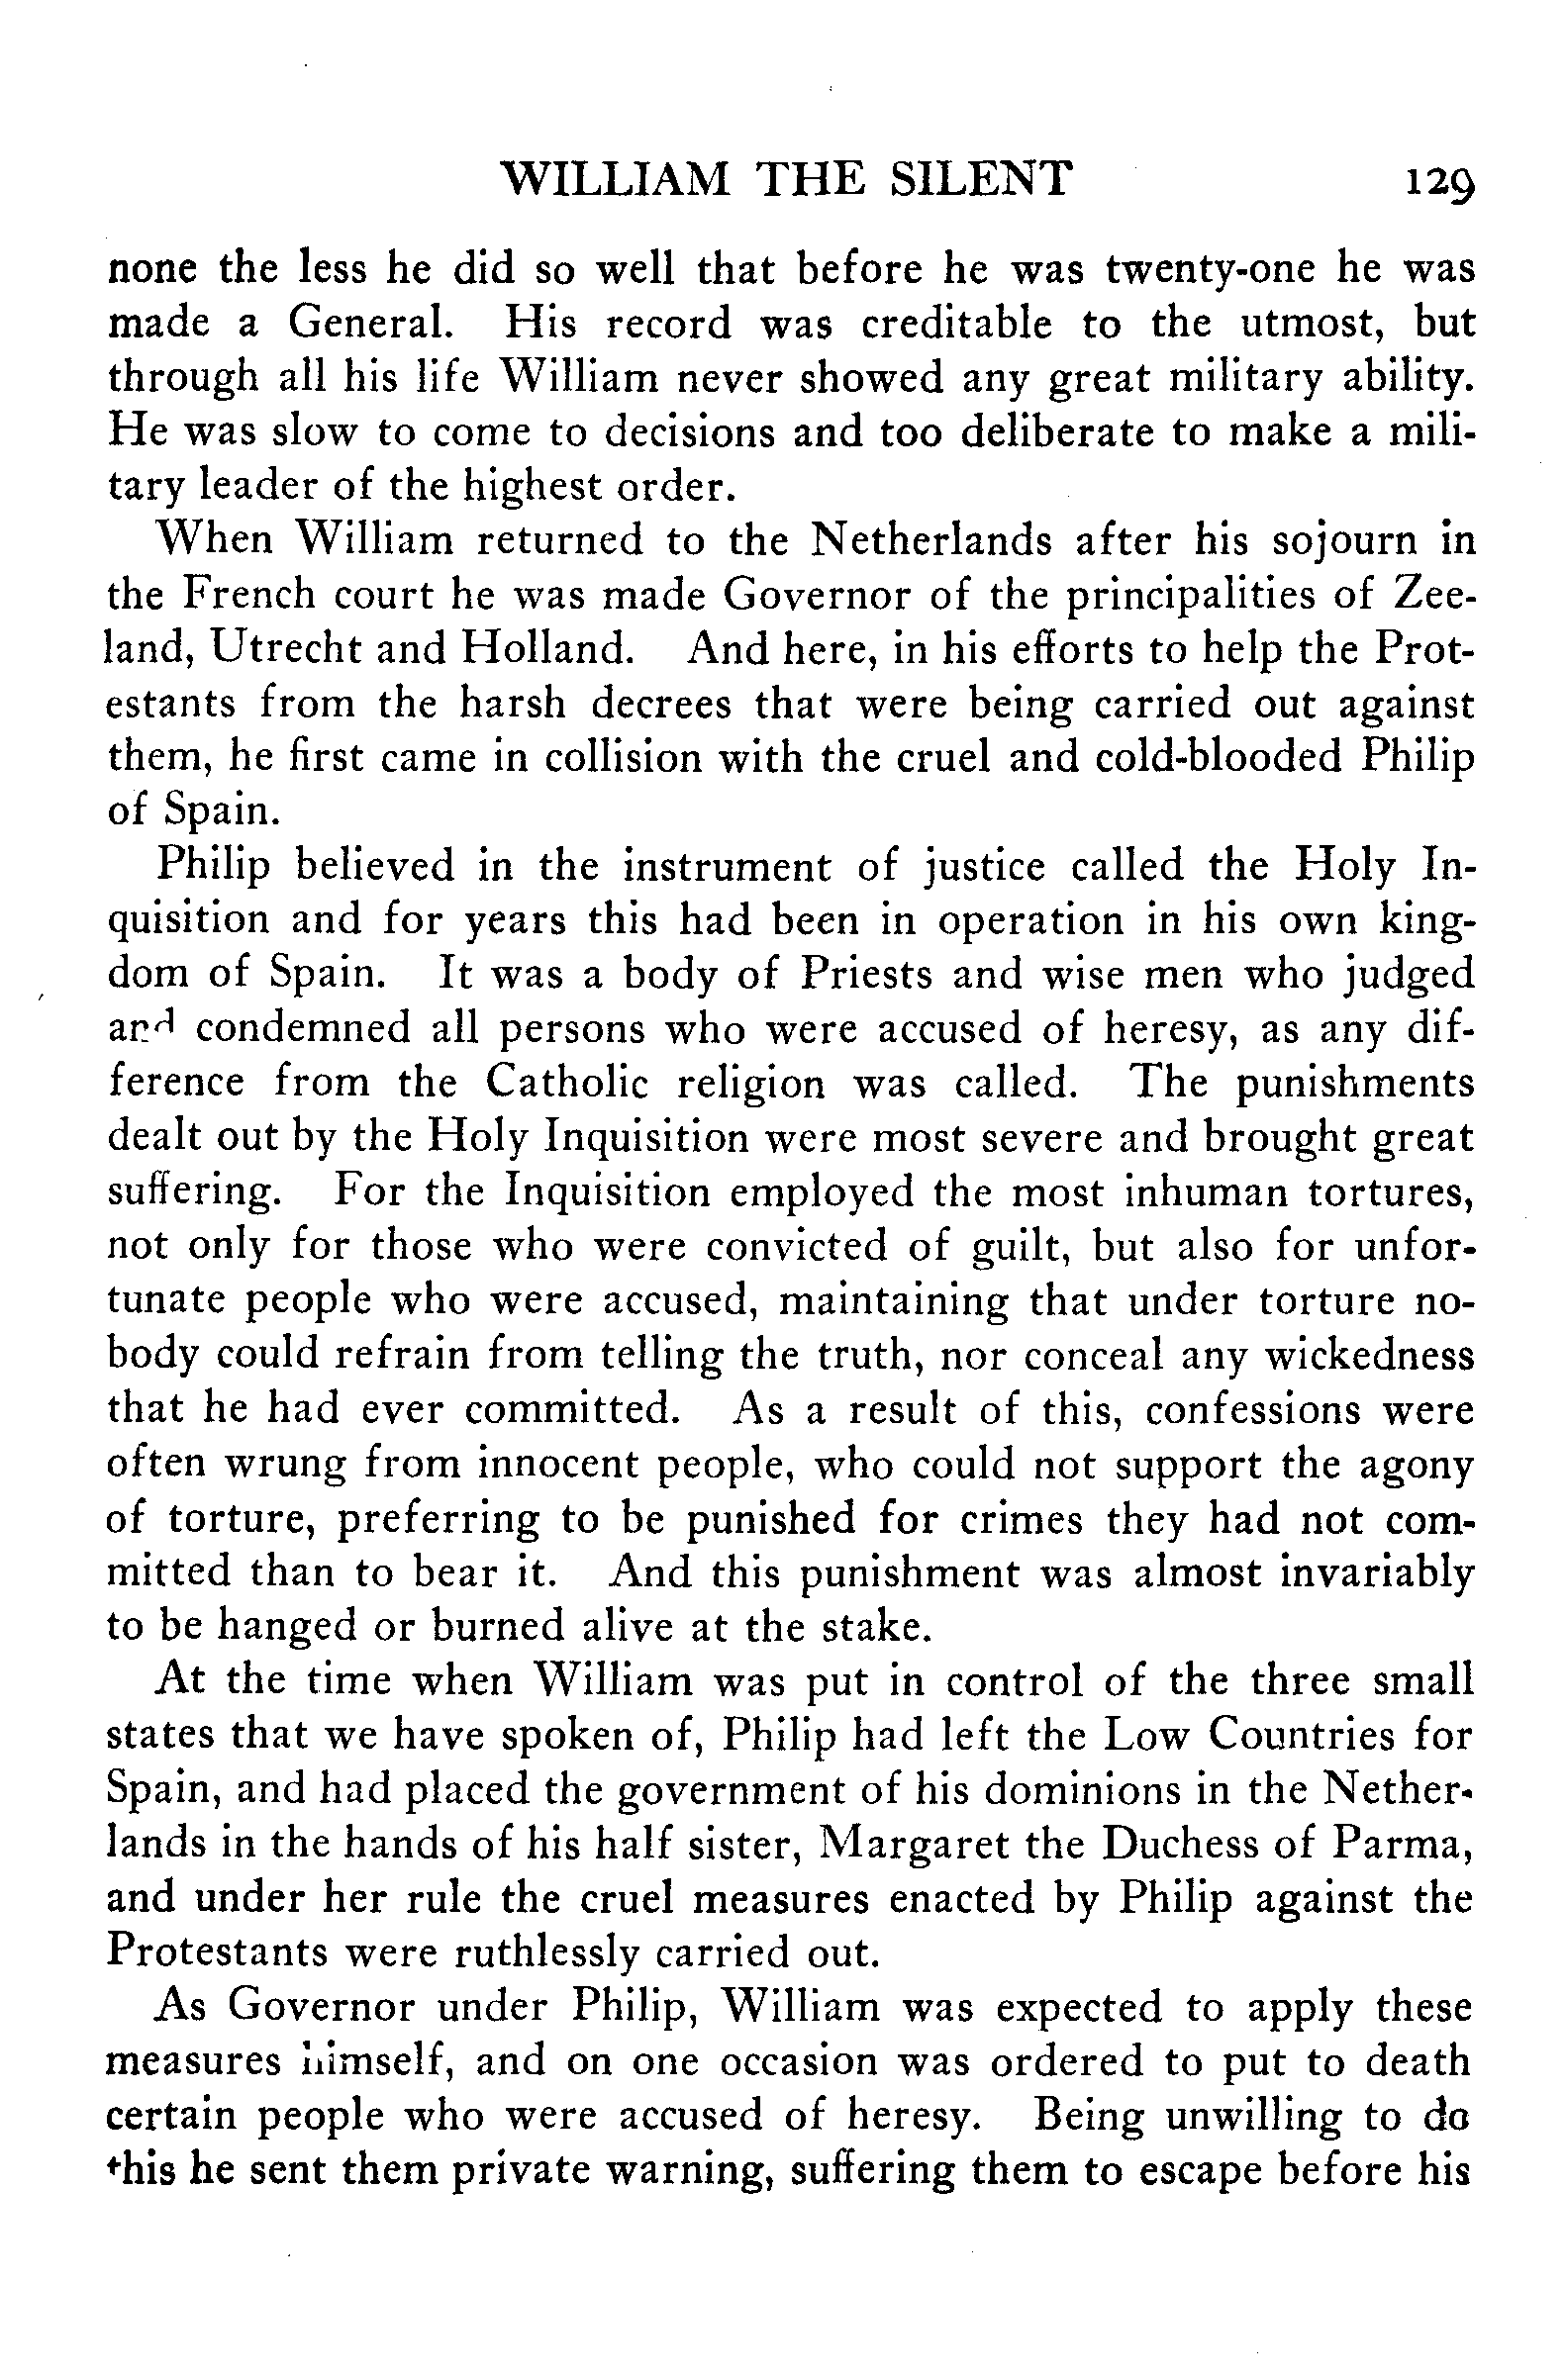 WILLIAM THE SILENT 129
none the less he did so well that before he was twenty-one he was
made a General. His record was creditable to the utmost, but
through all his life William never showed any great military ability.
He was slow to come to decisions and too deliberate to make a mili-
tary leader of the highest order.
When William returned to the Netherlands after his sojourn in
the French court he was made Governor of the principalities of Zee-
land, Utrecht and Holland. And here, in his efforts to help the Prot-
estants from the harsh decrees that were being carried out against
them, he first came in collision with the cruel and cold-blooded Philip
of Spain.
Philip believed in the instrument of justice called the Holy In-
quisition and for years this had been in operation in his own king-
dom of Spain. It was a body of Priests and wise men who judged
and condemned all persons who were accused of heresy, as any dif-
ference from the Catholic religion was called. The punishments
dealt out by the Holy Inquisition were most severe and brought great
suffering. For the Inquisition employed the most inhuman tortures,
not only for those who were convicted of guilt, but also for unfor-
tunate people who were accused, maintaining that under torture no-
body could refrain from telling the truth, nor conceal any wickedness
that he had ever committed. As a result of this, confessions were
often wrung from innocent people, who could not support the agony
of torture, preferring to be punished for crimes they had not com-
mitted than to bear it. And this punishment was almost invariably
to be hanged or burned alive at the stake.
At the time when William was put in control of the three small
states that we have spoken of, Philip had left the Low Countries for
Spain, and had placed the government of his dominions in the Nether-
lands in the hands of his half sister, Margaret the Duchess of Parma,
and under her rule the cruel measures enacted by Philip against the
Protestants were ruthlessly carried out.
As Governor under Philip, William was expected to apply these
measures himself, and on one occasion was ordered to put to death
certain people who were accused of heresy. Being unwilling to do
this he sent them private warning, suffering them to escape before his